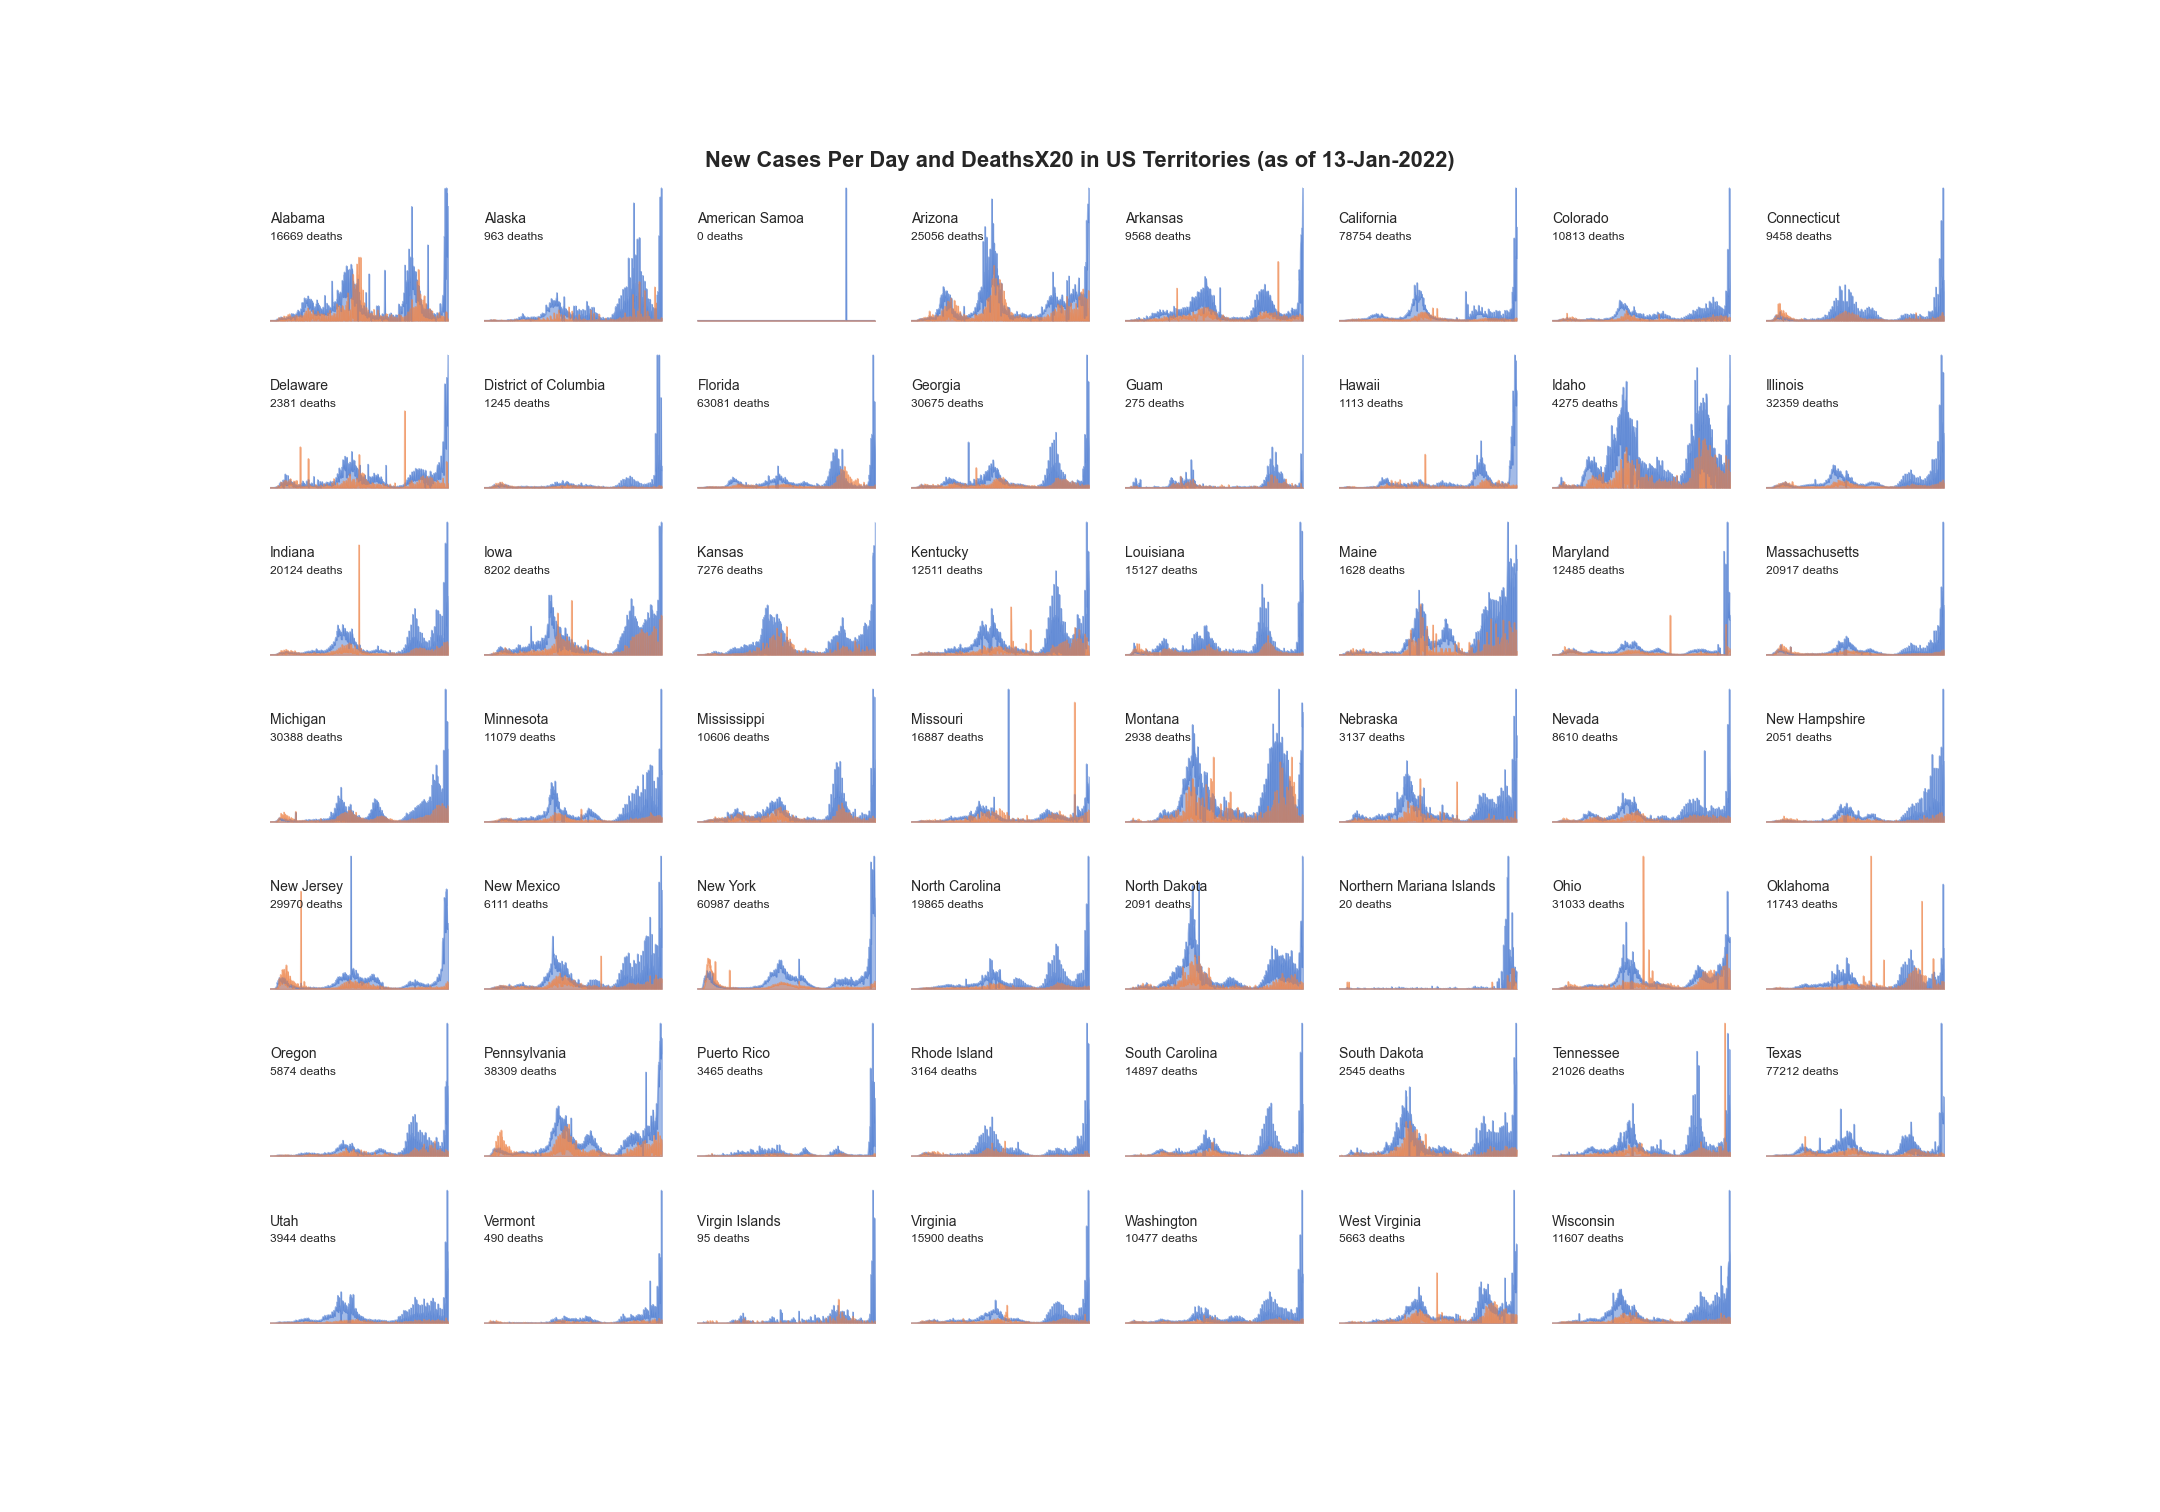 New Cases Per Day and DeathsX20 in US Territories (as of 13-Jan-2022)
Alabama
16669 deaths
Alaska
963 deaths
American Samoa
0 deaths
Arizona
25056 deaths
Arkansas
9568 deaths
California
78754 deaths
Colorado
10813 deaths
Connecticut
9458 deaths
Delaware
2381 deaths
District of Columbia
1245 deaths
Florida
63081 deaths
Georgia
30675 deaths
Guam
275 deaths
Hawaii
1113 deaths
Idaho
4275 deaths
Illinois
32359 deaths
Indiana
20124 deaths
Iowa
8202 deaths
Kansas
7276 deaths
Kentucky
12511 deaths
Louisiana
15127 deaths
Maine
1628 deaths
Maryland
12485 deaths
Massachusetts
20917 deaths
Michigan
30388 deaths
Minnesota
11079 deaths
Mississippi
10606 deaths
Missouri
16887 deaths
Montana
2938 deaths
Nebraska
3137 deaths
Nevada
8610 deaths
New Hampshire
2051 deaths
New Jersey
29970 deaths
New Mexico
6111 deaths
New York
60987 deaths
North Carolina
19865 deaths
North Dakota
2091 deaths
Northern Mariana Islands
20 deaths
Ohio
31033 deaths
Oklahoma
11743 deaths
Oregon
5874 deaths
Pennsylvania
38309 deaths
Puerto Rico
3465 deaths
Rhode Island
3164 deaths
South Carolina
14897 deaths
South Dakota
2545 deaths
Tennessee
21026 deaths
Texas
77212 deaths
Utah
3944 deaths
Vermont
490 deaths
Virgin Islands
95 deaths
Virginia
15900 deaths
Washington
10477 deaths
West Virginia
5663 deaths
Wisconsin
11607 deaths